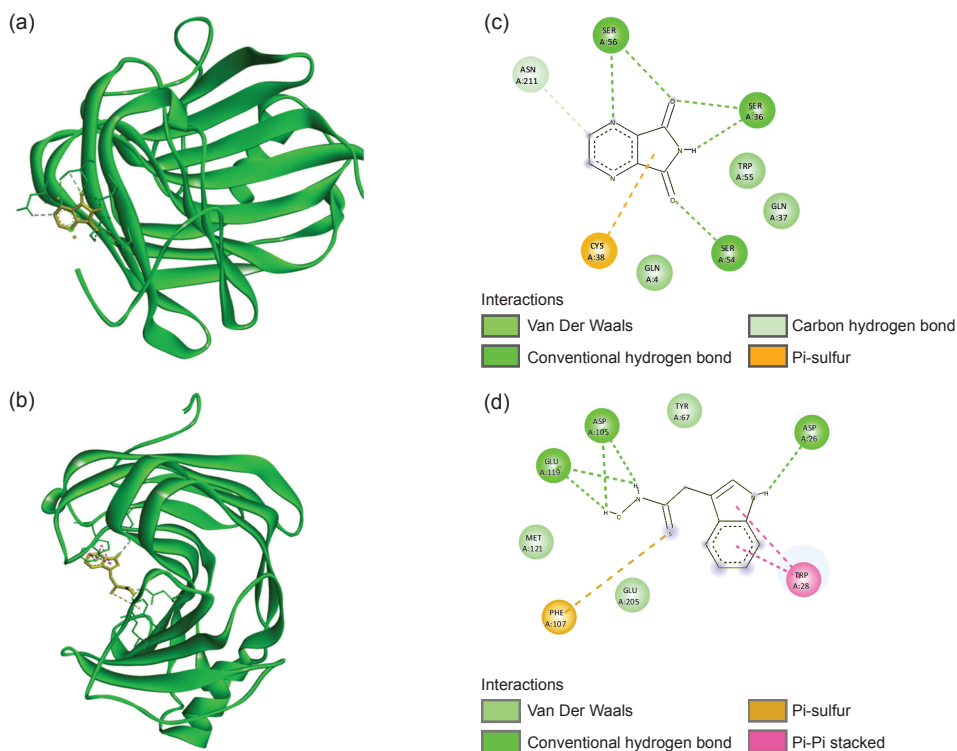 (a)
(c)
SER
A:56
ASN
A:211
SER
A:36
O
N
N
H
TRP
A:55
GLN
A:37
N
O
CYS
A:38
GLN
A:4
SER
A:54
Interactions
Van Der Waals
Carbon hydrogen bond
Conventional hydrogen bond
Pi-sulfur
(b)
(d)
TYR
A:67
ASP
A:105
ASP
A:26
GLU
A:119
H
N
H
O
N
H
S
MET
A:121
GLU
A:205
TRP
A:28
PHE
A:107
Interactions
Van Der Waals
Pi-sulfur
Conventional hydrogen bond
Pi-Pi stacked